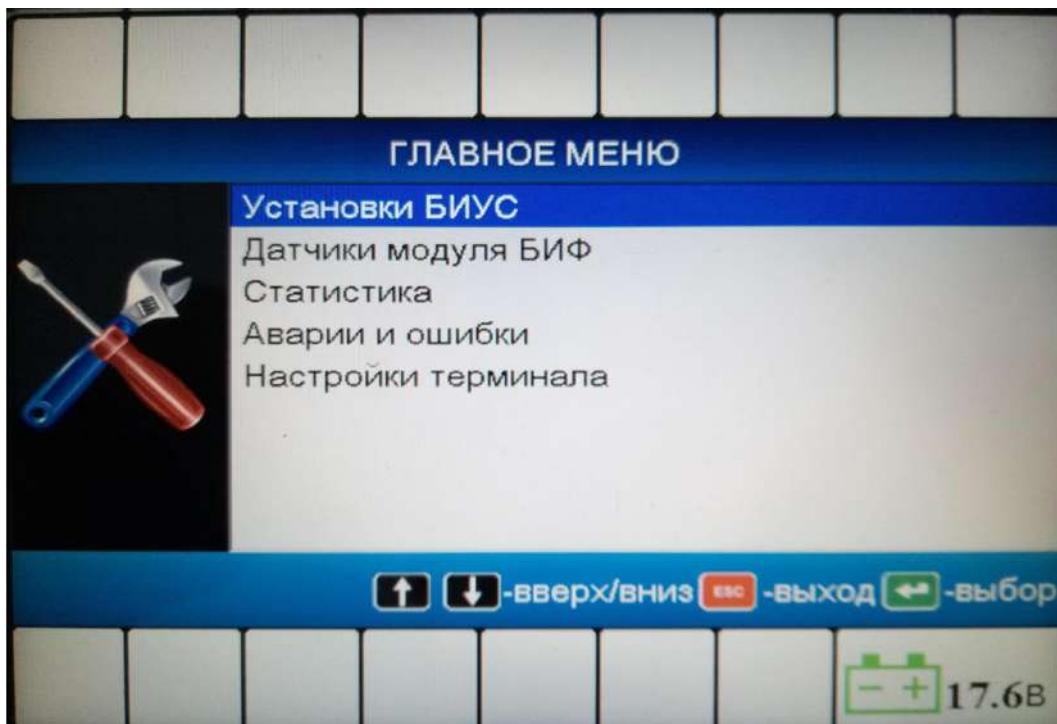 ГЛАВНОЕ МЕНЮ
Установки БИУС
Датчики модуля БИФ
Статистика
Аварии и ошибки
Настройки терминала
-вверх/вниз ESC -выход -выбор
- + 17.6В